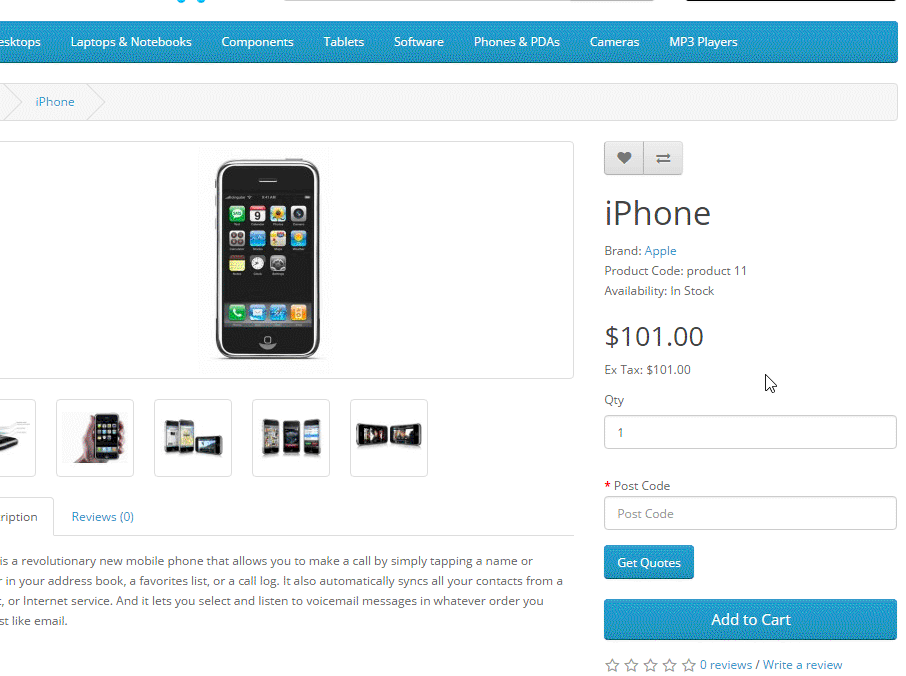 Laptops & Notebooks Components Tablets Software Phones & PDAs Cameras MP3 Players
iPhone
iPhone
Brand: Apple
Product Code: product 11
Availability: In Stock
$101.00
Ex Tax: $101.00
Qty
1
* Post Code
Post Code
Get Quotes
Add to Cart
0 reviews / Write a review
Reviews (0)
is a revolutionary new mobile phone that allows you to make a call by simply tapping a name or
in your address book, a favorites list, or a call log. It also automatically syncs all your contacts from a
, or Internet service. And it lets you select and listen to voicemail messages in whatever order you
like email.